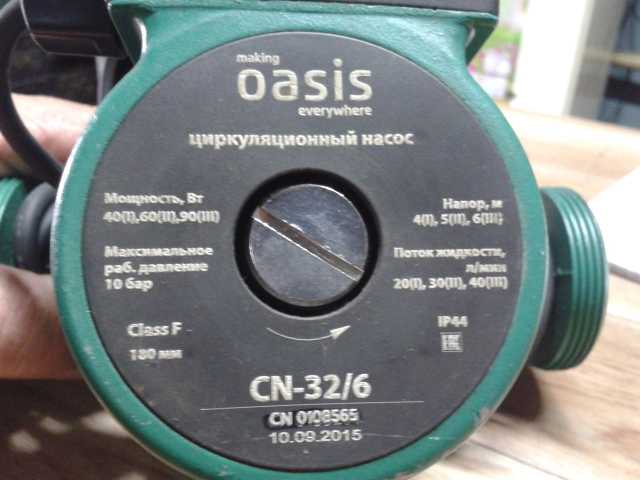 making
oasis
everywhere
циркуляционный насос
Мощность, Вт
40(I),60(II),90(III)
Максимальное
раб. давление
10 бар
Class F
180 мм
Напор, м
4(I), 5(II), 6(III)
Поток жидкости,
л/мин
20(I), 30(II), 40(III)
IP44
EAC
CN-32/6
CN 0108565
10.09.2015